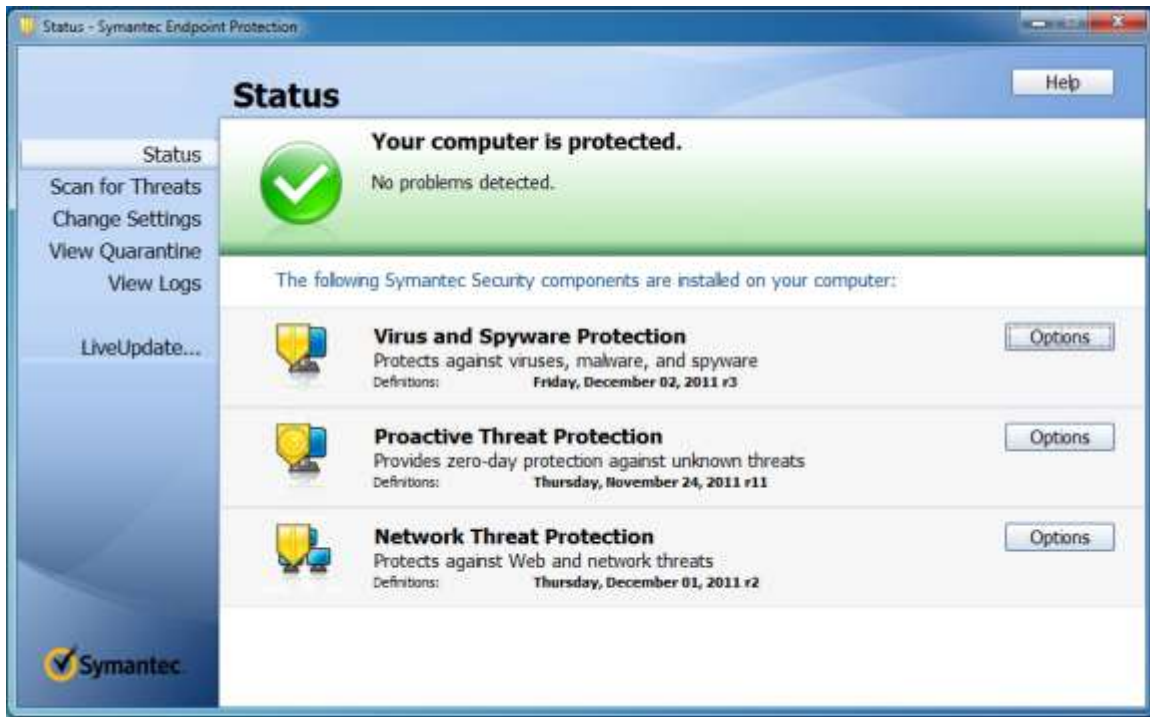 Status - Symantec Endpoint Protection
Status
Help
Status
Scan for Threats
Change Settings
View Quarantine
View Logs
LiveUpdate...
Your computer is protected.
No problems detected.
The following Symantec Security components are installed on your computer:
Virus and Spyware Protection
Protects against viruses, malware, and spyware
Definitions: Friday, December 02, 2011 r3
Options
Proactive Threat Protection
Provides zero-day protection against unknown threats
Definitions: Thursday, November 24, 2011 r11
Options
Network Threat Protection
Protects against Web and network threats
Definitions: Thursday, December 01, 2011 r2
Options
Symantec.